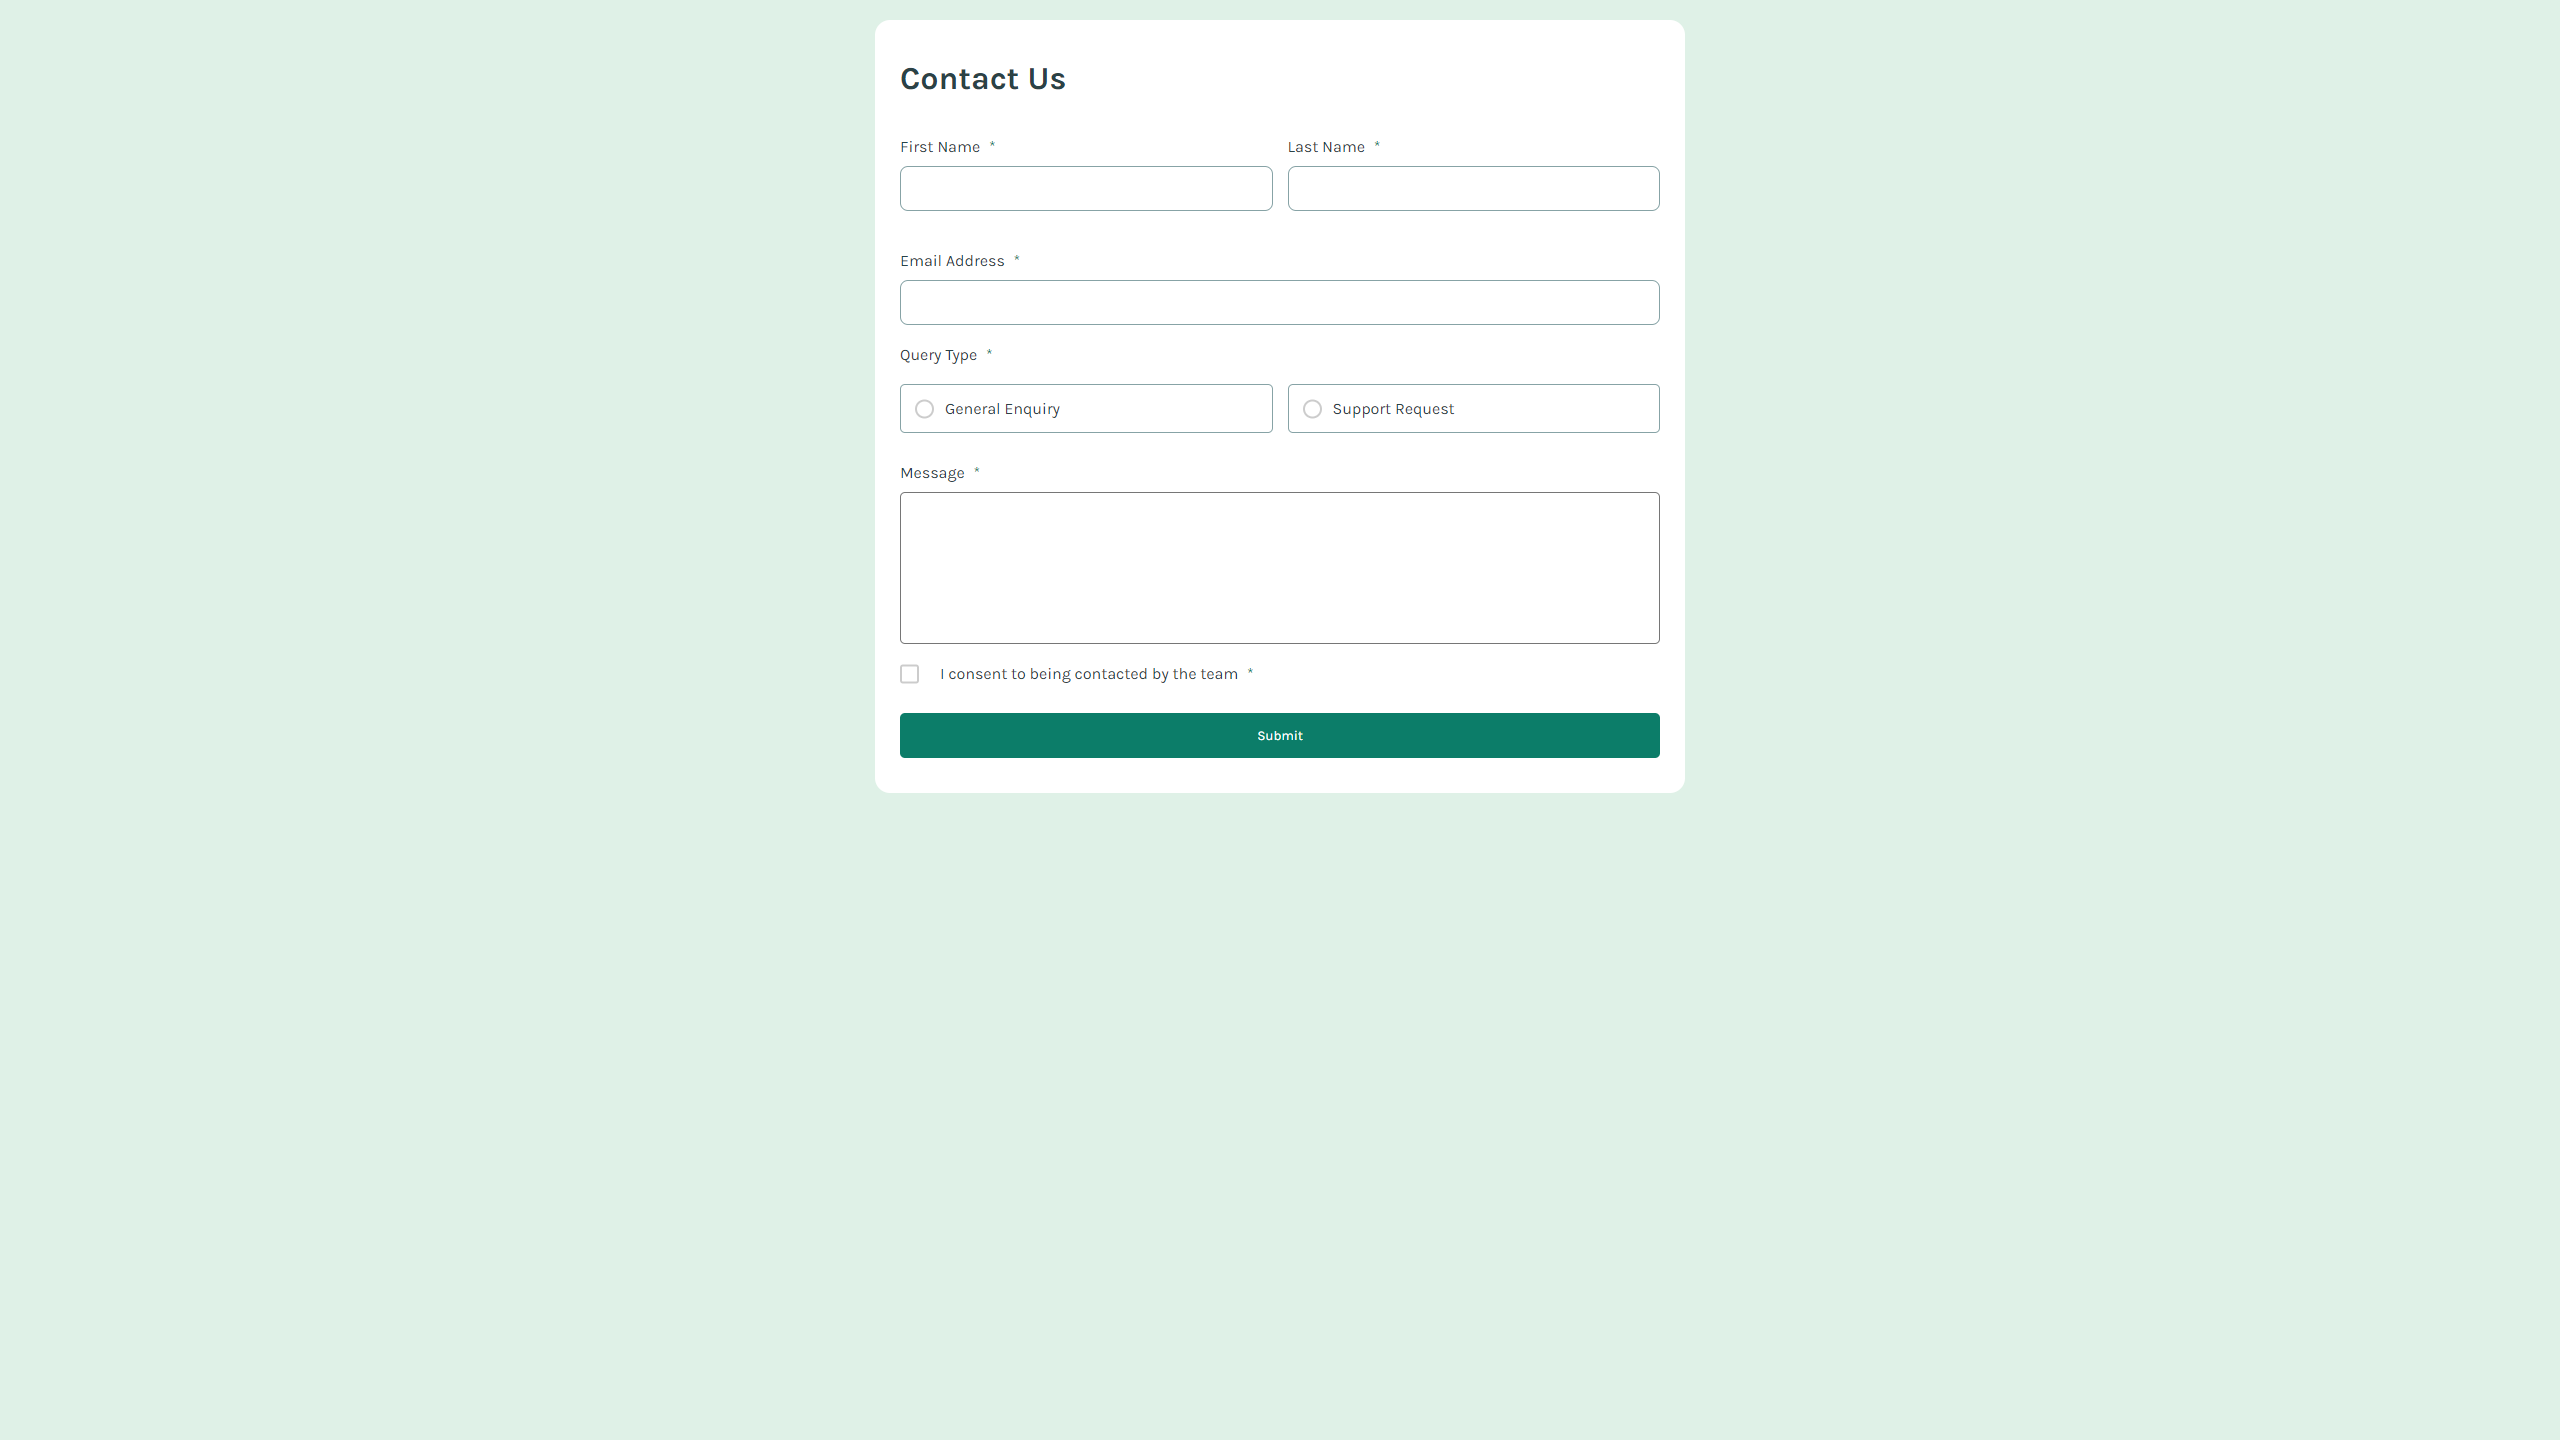 Contact Us
First Name *
Last Name *
Email Address *
Query Type *
General Enquiry
Support Request
Message *
I consent to being contacted by the team *
Submit